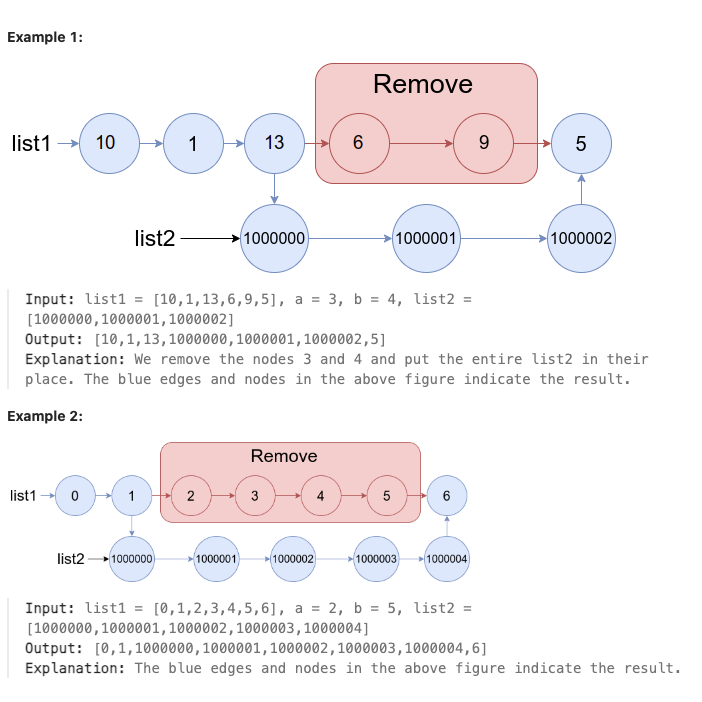 Example 1:
Remove
list1 10 1 13 6 9 5
list2 1000000 1000001 1000002
Input: list1 = [10,1,13,6,9,5], a = 3, b = 4, list2 =
[1000000,1000001,1000002]
Output: [10,1,13,1000000,1000001,1000002,5]
Explanation: We remove the nodes 3 and 4 and put the entire list2 in their
place. The blue edges and nodes in the above figure indicate the result.
Example 2:
Remove
list1 0 1 2 3 4 5 6
list2 1000000 1000001 1000002 1000003 1000004
Input: list1 = [0,1,2,3,4,5,6], a = 2, b = 5, list2 =
[1000000,1000001,1000002,1000003,1000004]
Output: [0,1,1000000,1000001,1000002,1000003,1000004,6]
Explanation: The blue edges and nodes in the above figure indicate the result.